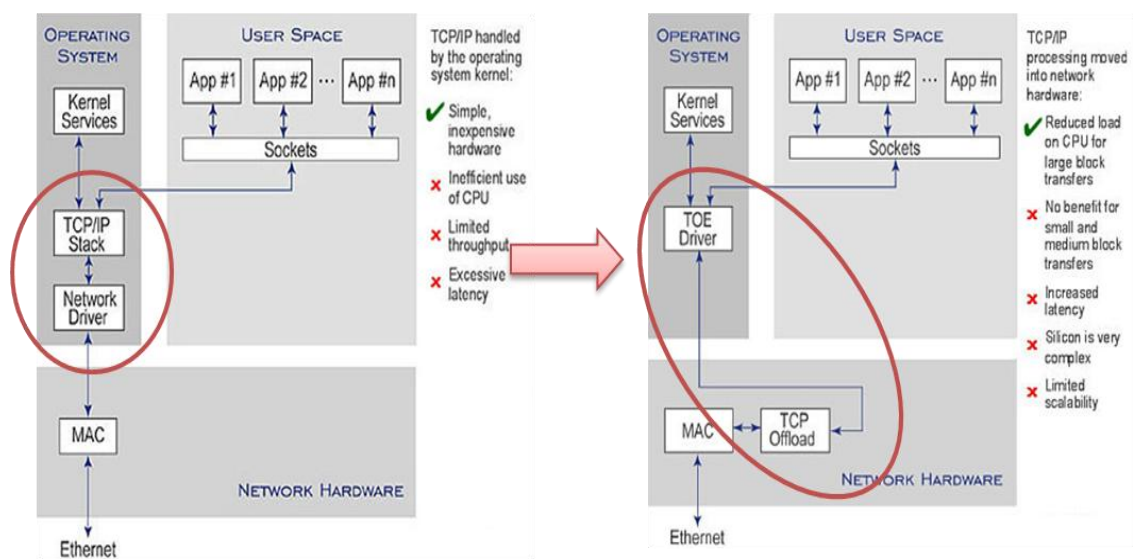 OPERATING
SYSTEM
USER SPACE
App #1 App #2 ... App #n
Kernel
Services
Sockets
TCP/IP
Stack
Network
Driver
MAC
NETWORK HARDWARE
Ethernet
TCP/IP handled
by the operating
system kernel:
✔ Simple,
inexpensive
hardware
× Inefficient use
of CPU
× Limited
throughput
× Excessive
latency
OPERATING
SYSTEM
USER SPACE
App #1 App #2 ... App #n
Kernel
Services
Sockets
TOE
Driver
MAC
TCP
Offload
NETWORK HARDWARE
Ethernet
TCP/IP
processing moved
into network
hardware:
✔ Reduced load
on CPU for
large block
transfers
× No benefit for
small and
medium block
transfers
× Increased
latency
× Silicon is very
complex
× Limited
scalability